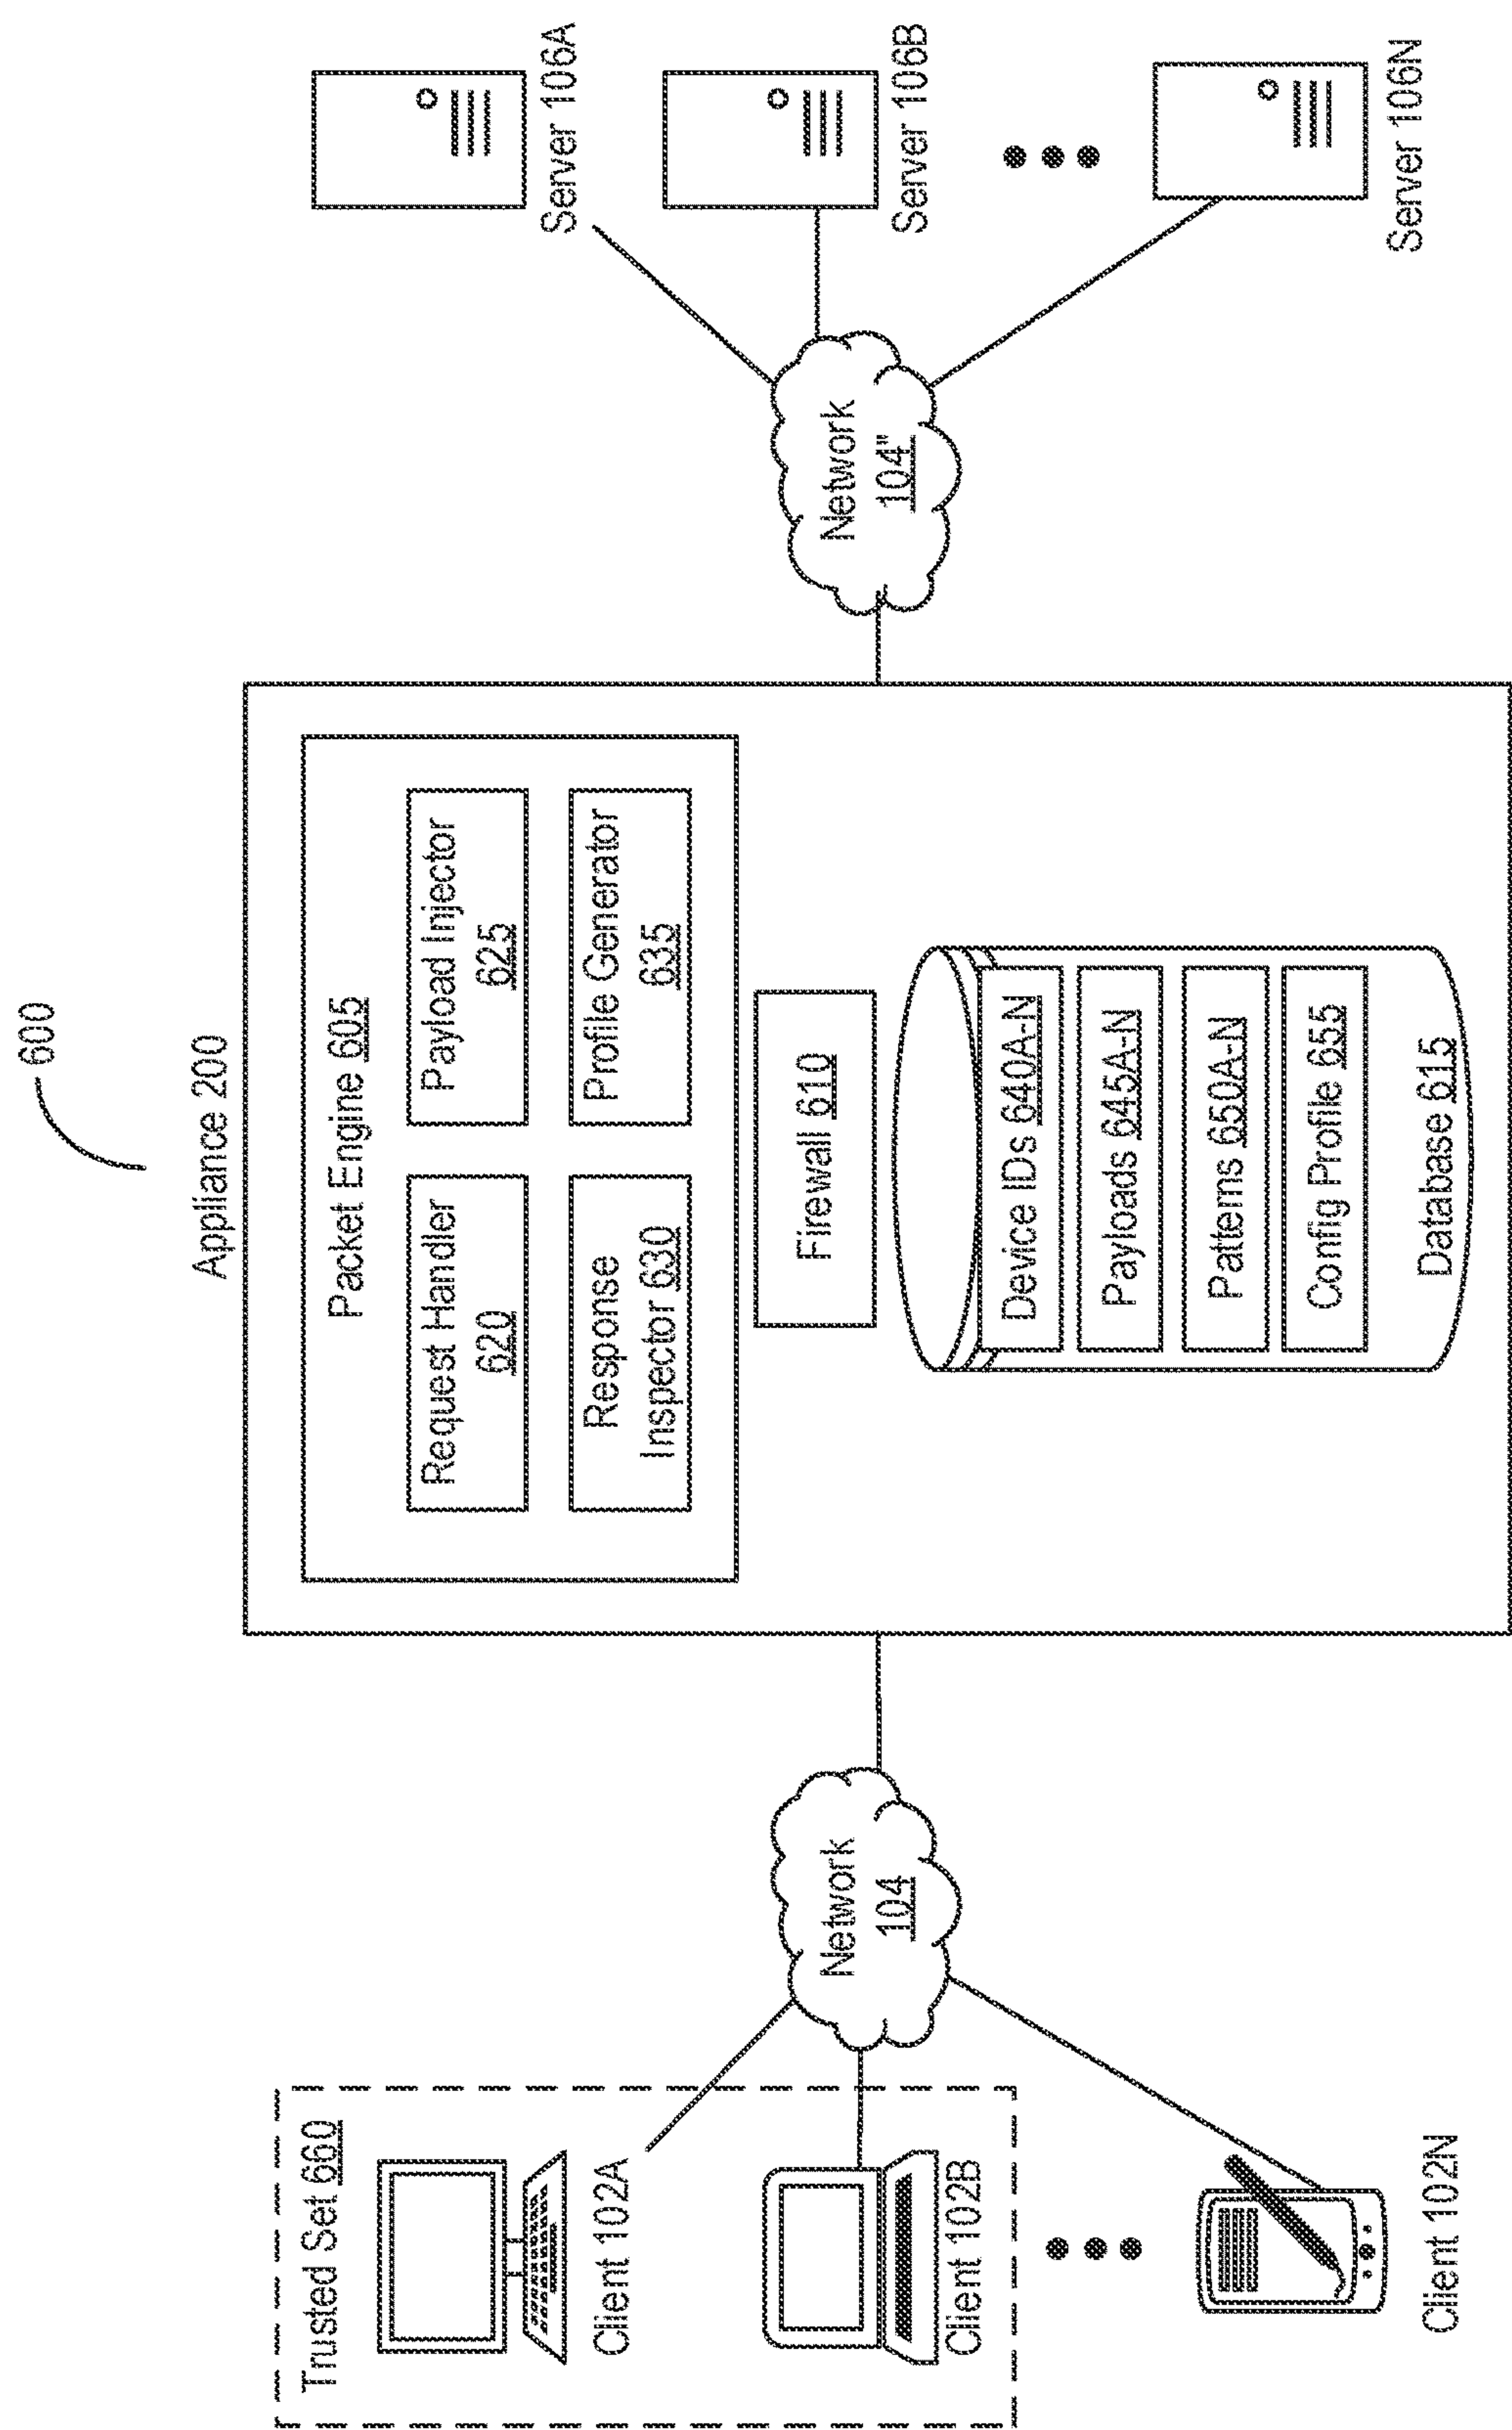 600
Trusted Set 660
Client 102A
Client 102B
Client 102N
Network
104
Appliance 200
Packet Engine 605
Request Handler
620
Payload Injector
625
Response
Inspector 630
Profile Generator
635
Firewall 610
Device IDs 640A-N
Payloads 645A-N
Patterns 650A-N
Config Profile 655
Database 615
Network
104"
Server 106A
Server 106B
Server 106N